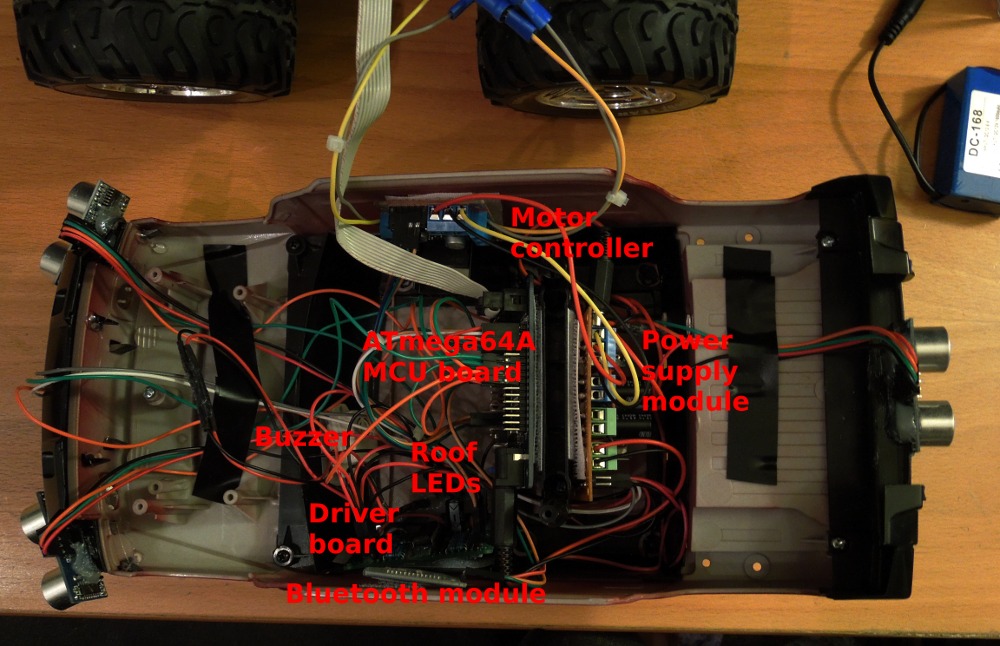 DC-168
Motor
controller
ATmega64A
MCU board
Power
supply
module
Buzzer
Roof
LEDs
Driver
board
Bluetooth module